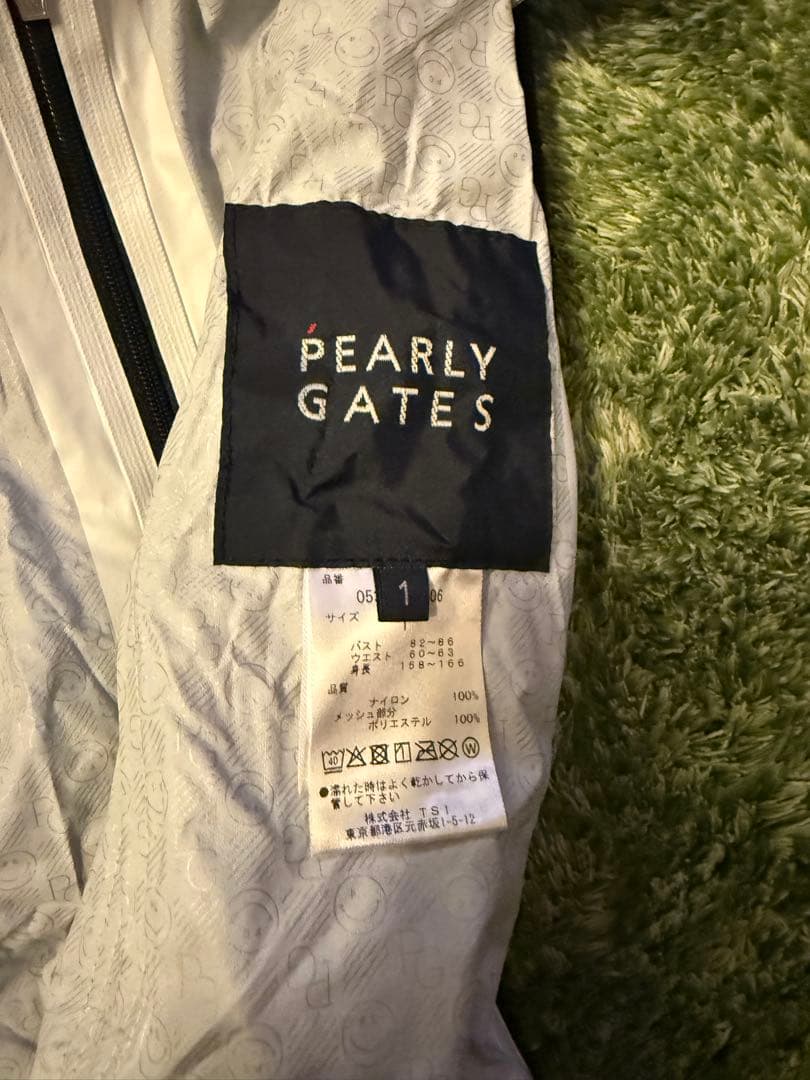 PEARLY
GATES
1
品番
05 06
サイズ 1
バスト 82~86
ウエスト 60~63
身長 158~166
品質
ナイロン 100%
メッシュ部分
ポリエステル 100%
40 W
●濡れた時はよく乾かしてから保
管して下さい
株式会社 TSI
東京都港区元赤坂1-5-12
PG